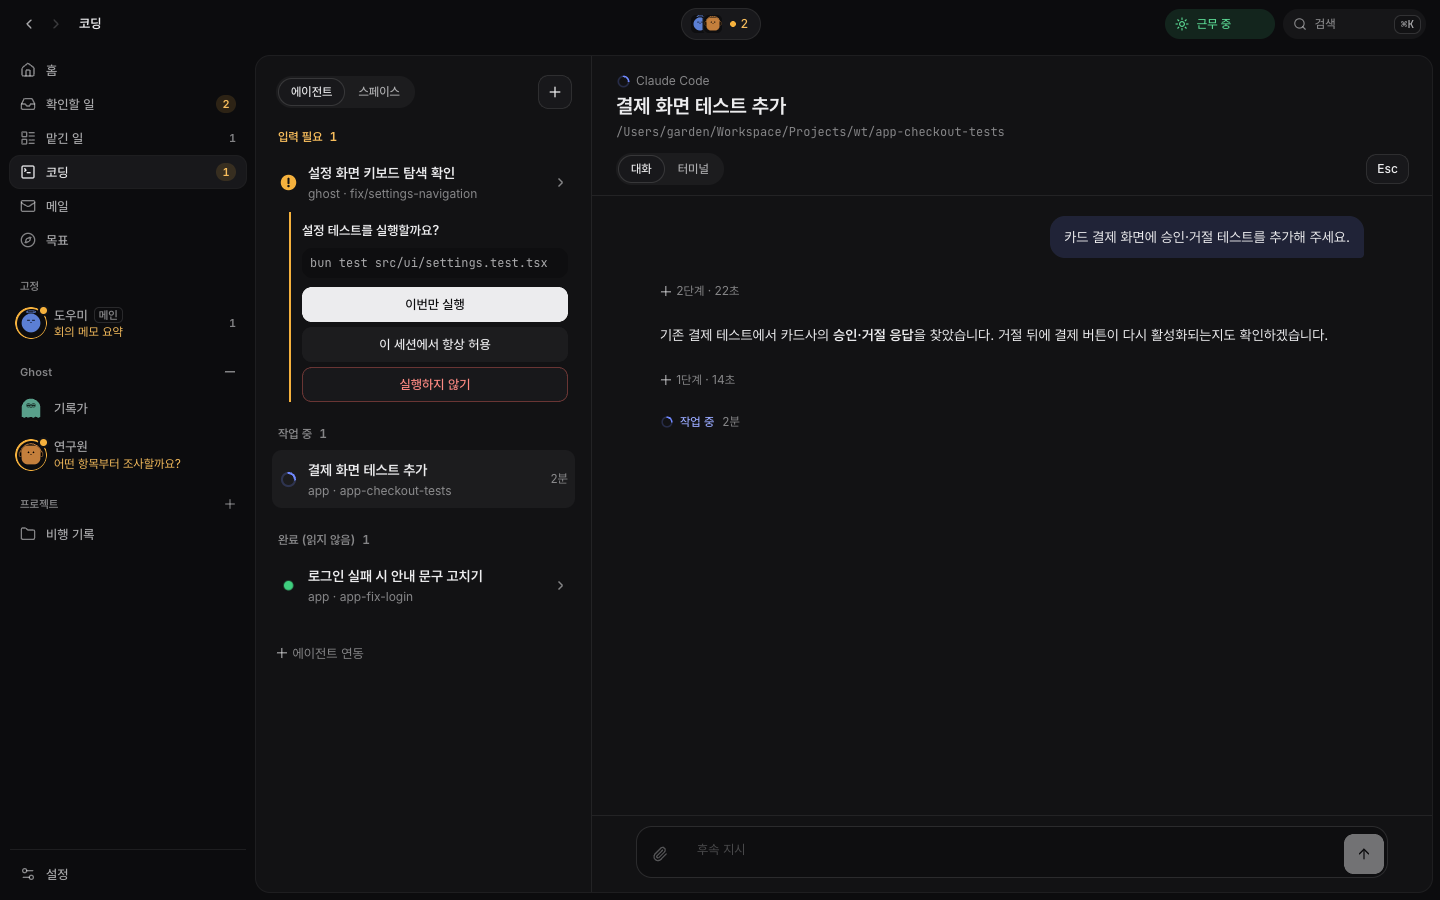 코딩
2
근무 중
검색
⌘K
홈
확인할 일
2
맡긴 일
1
코딩
1
메일
목표
고정
도우미 메인
회의 메모 요약
1
Ghost
기록가
연구원
어떤 항목부터 조사할까요?
프로젝트
비행 기록
설정
에이전트
스페이스
입력 필요 1
설정 화면 키보드 탐색 확인
ghost · fix/settings-navigation
설정 테스트를 실행할까요?
bun test src/ui/settings.test.tsx
이번만 실행
이 세션에서 항상 허용
실행하지 않기
작업 중 1
결제 화면 테스트 추가
app · app-checkout-tests
2분
완료 (읽지 않음) 1
로그인 실패 시 안내 문구 고치기
app · app-fix-login
에이전트 연동
Claude Code
결제 화면 테스트 추가
/Users/garden/Workspace/Projects/wt/app-checkout-tests
대화
터미널
Esc
카드 결제 화면에 승인·거절 테스트를 추가해 주세요.
2단계 · 22초
기존 결제 테스트에서 카드사의 승인·거절 응답을 찾았습니다. 거절 뒤에 결제 버튼이 다시 활성화되는지도 확인하겠습니다.
1단계 · 14초
작업 중 2분
후속 지시